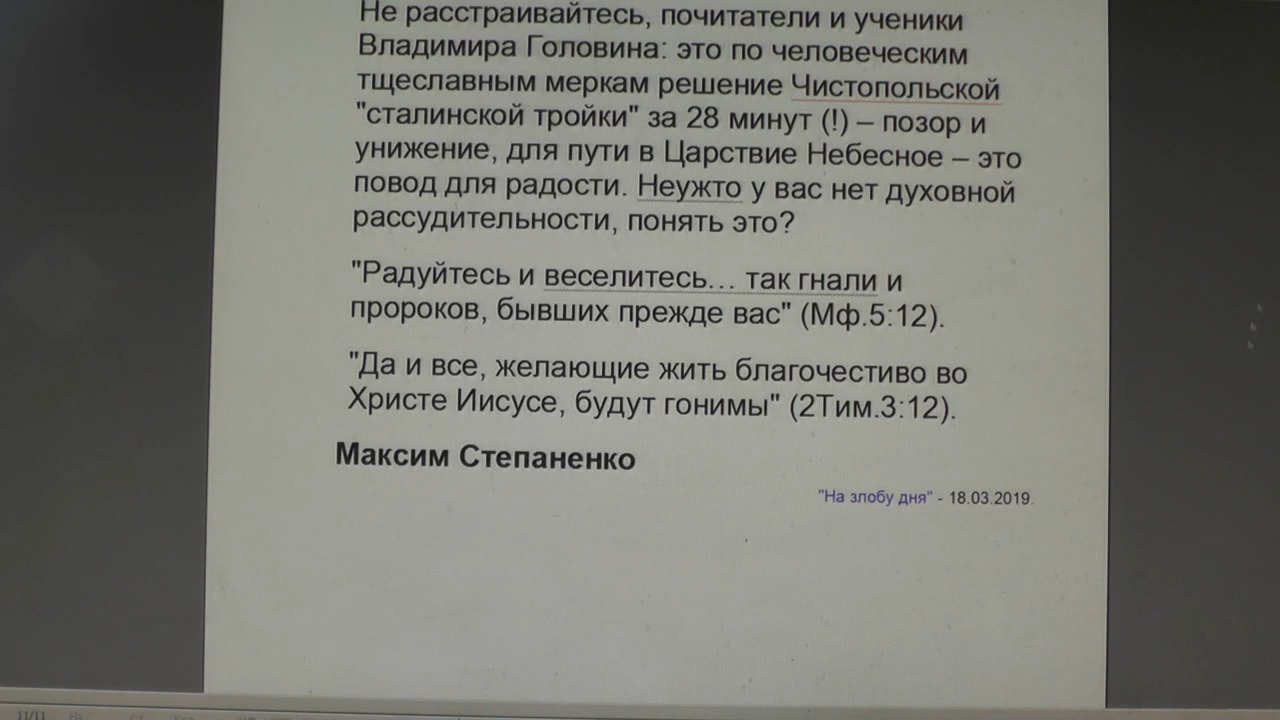 Не расстраивайтесь, почитатели и ученики
Владимира Головина: это по человеческим
тщеславным меркам решение Чистопольской
"сталинской тройки" за 28 минут (!) – позор и
унижение, для пути в Царствие Небесное – это
повод для радости. Неужто у вас нет духовной
рассудительности, понять это?
"Радуйтесь и веселитесь… так гнали и
пророков, бывших прежде вас" (Мф.5:12).
"Да и все, желающие жить благочестиво во
Христе Иисусе, будут гонимы" (2Тим.3:12).
Максим Степаненко
"На злобу дня" - 18.03.2019.
11/11